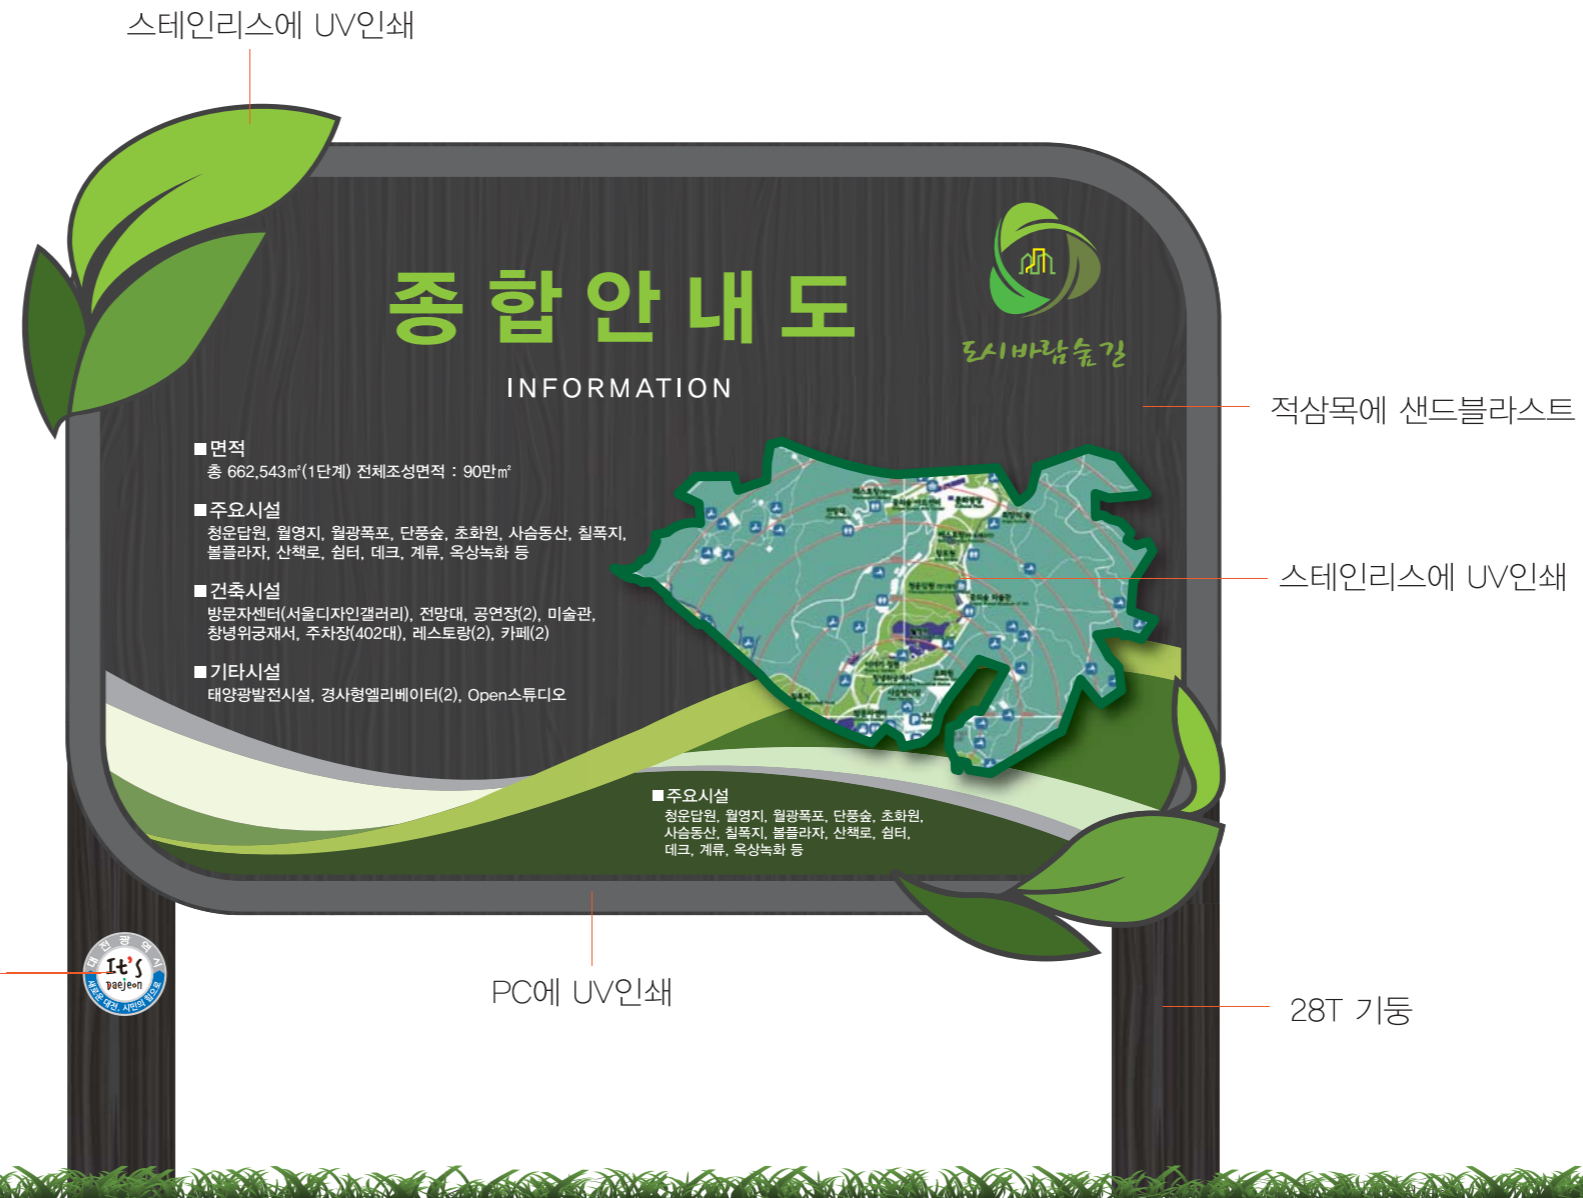 스테인리스에 UV인쇄
종합안내도
INFORMATION
도시바람숲길
적삼목에 샌드블라스트
■면적
총 662,543㎡(1단계) 전체조성면적 : 90만㎡
■주요시설
청운답원, 월영지, 월광폭포, 단풍숲, 초화원, 사슴동산, 칠폭지,
볼플라자, 산책로, 쉼터, 데크, 계류, 옥상녹화 등
■건축시설
방문자센터(서울디자인갤러리), 전망대, 공연장(2), 미술관,
창녕위궁재서, 주차장(402대), 레스토랑(2), 카페(2)
■기타시설
태양광발전시설, 경사형엘리베이터(2), Open스튜디오
스테인리스에 UV인쇄
■주요시설
청운답원, 월영지, 월광폭포, 단풍숲, 초화원,
사슴동산, 칠폭지, 볼플라자, 산책로, 쉼터,
데크, 계류, 옥상녹화 등
대전광역시
It's
Daejeon
새로운 대전, 시민의 힘으로
PC에 UV인쇄
28T 기둥